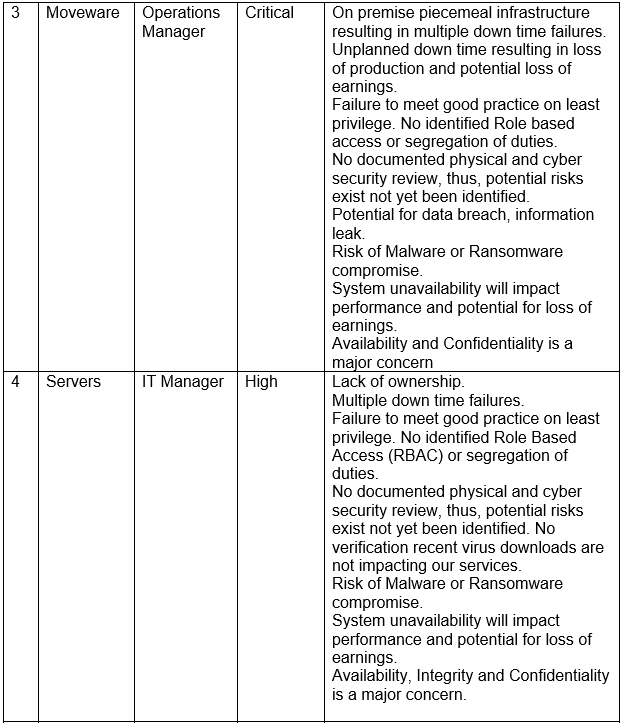 3 Moveware Operations Critical On premise piecemeal infrastructure
Manager resulting in multiple down time failures.
Unplanned down time resulting in loss
of production and potential loss of
earnings.
Failure to meet good practice on least
privilege. No identified Role based
access or segregation of duties.
No documented physical and cyber
security review, thus, potential risks
exist not yet been identified.
Potential for data breach, information
leak.
Risk of Malware or Ransomware
compromise.
System unavailability will impact
performance and potential for loss of
earnings.
Availability and Confidentiality is a
major concern
4 Servers IT Manager High Lack of ownership.
Multiple down time failures.
Failure to meet good practice on least
privilege. No identified Role Based
Access (RBAC) or segregation of
duties.
No documented physical and cyber
security review, thus, potential risks
exist not yet been identified. No
verification recent virus downloads are
not impacting our services.
Risk of Malware or Ransomware
compromise.
System unavailability will impact
performance and potential for loss of
earnings.
Availability, Integrity and Confidentiality
is a major concern.